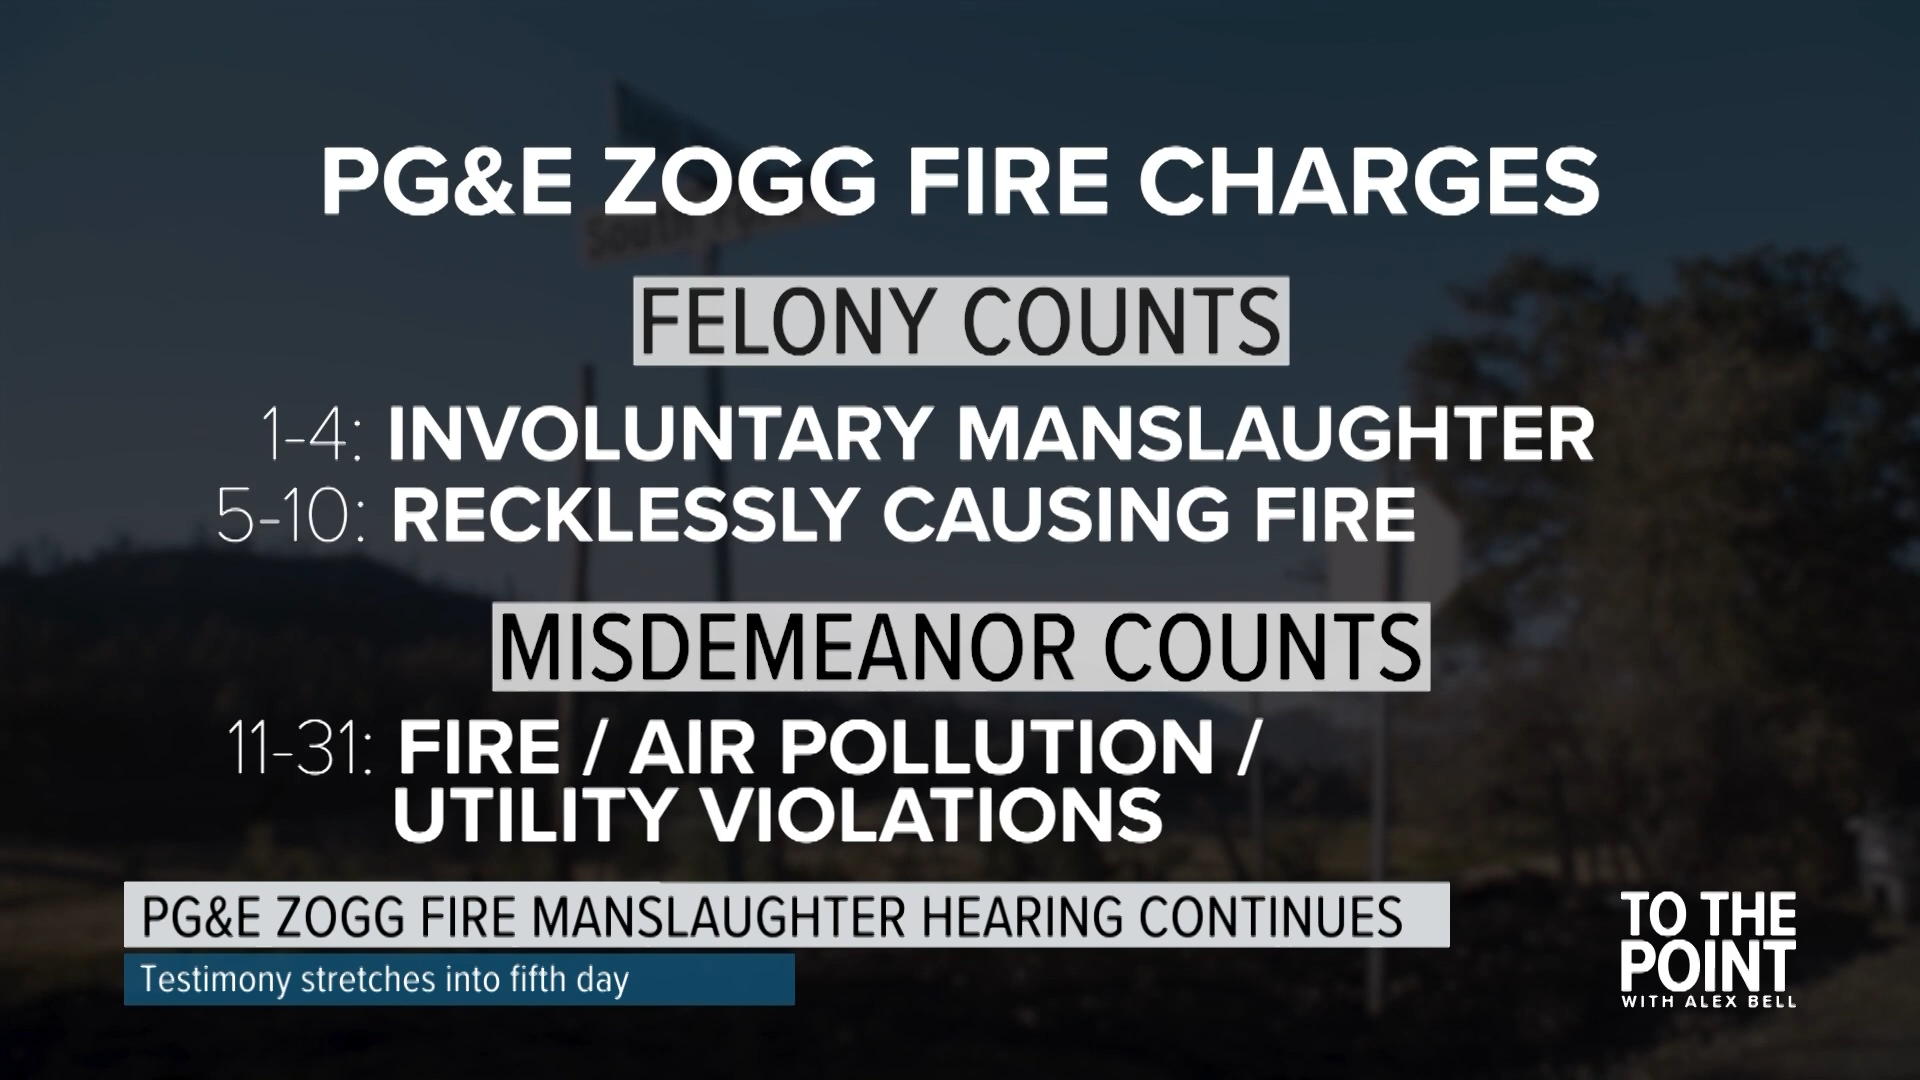 PG&E ZOGG FIRE CHARGES
South
FELONY COUNTS
1-4: INVOLUNTARY MANSLAUGHTER
5-10: RECKLESSLY CAUSING FIRE
MISDEMEANOR COUNTS
11-31: FIRE / AIR POLLUTION /
UTILITY VIOLATIONS
PG&E ZOGG FIRE MANSLAUGHTER HEARING CONTINUES
Testimony stretches into fifth day
TO THE
POINT
WITH ALEX BELL